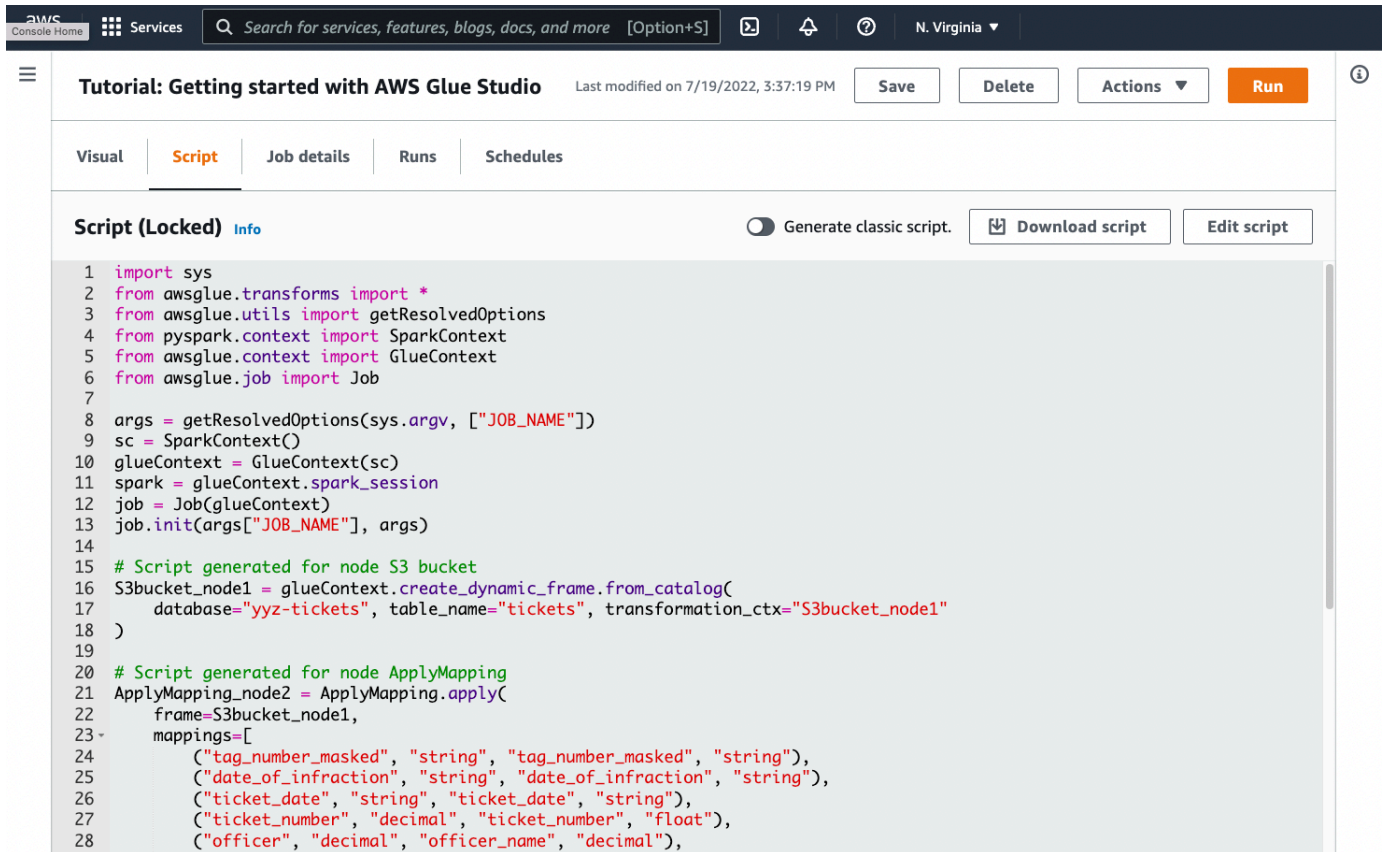 aws
Console Home
Services
Search for services, features, blogs, docs, and more [Option+S]
N. Virginia ▼
Tutorial: Getting started with AWS Glue Studio
Last modified on 7/19/2022, 3:37:19 PM
Save
Delete
Actions ▼
Run
Visual
Script
Job details
Runs
Schedules
Script (Locked) Info
Generate classic script.
Download script
Edit script
1 import sys
2 from awsglue.transforms import *
3 from awsglue.utils import getResolvedOptions
4 from pyspark.context import SparkContext
5 from awsglue.context import GlueContext
6 from awsglue.job import Job
7
8 args = getResolvedOptions(sys.argv, ["JOB_NAME"])
9 sc = SparkContext()
10 glueContext = GlueContext(sc)
11 spark = glueContext.spark_session
12 job = Job(glueContext)
13 job.init(args["JOB_NAME"], args)
14
15 # Script generated for node S3 bucket
16 S3bucket_node1 = glueContext.create_dynamic_frame.from_catalog(
17     database="yyz-tickets", table_name="tickets", transformation_ctx="S3bucket_node1"
18 )
19
20 # Script generated for node ApplyMapping
21 ApplyMapping_node2 = ApplyMapping.apply(
22     frame=S3bucket_node1,
23     mappings=[
24         ("tag_number_masked", "string", "tag_number_masked", "string"),
25         ("date_of_infraction", "string", "date_of_infraction", "string"),
26         ("ticket_date", "string", "ticket_date", "string"),
27         ("ticket_number", "decimal", "ticket_number", "float"),
28         ("officer", "decimal", "officer_name", "decimal"),